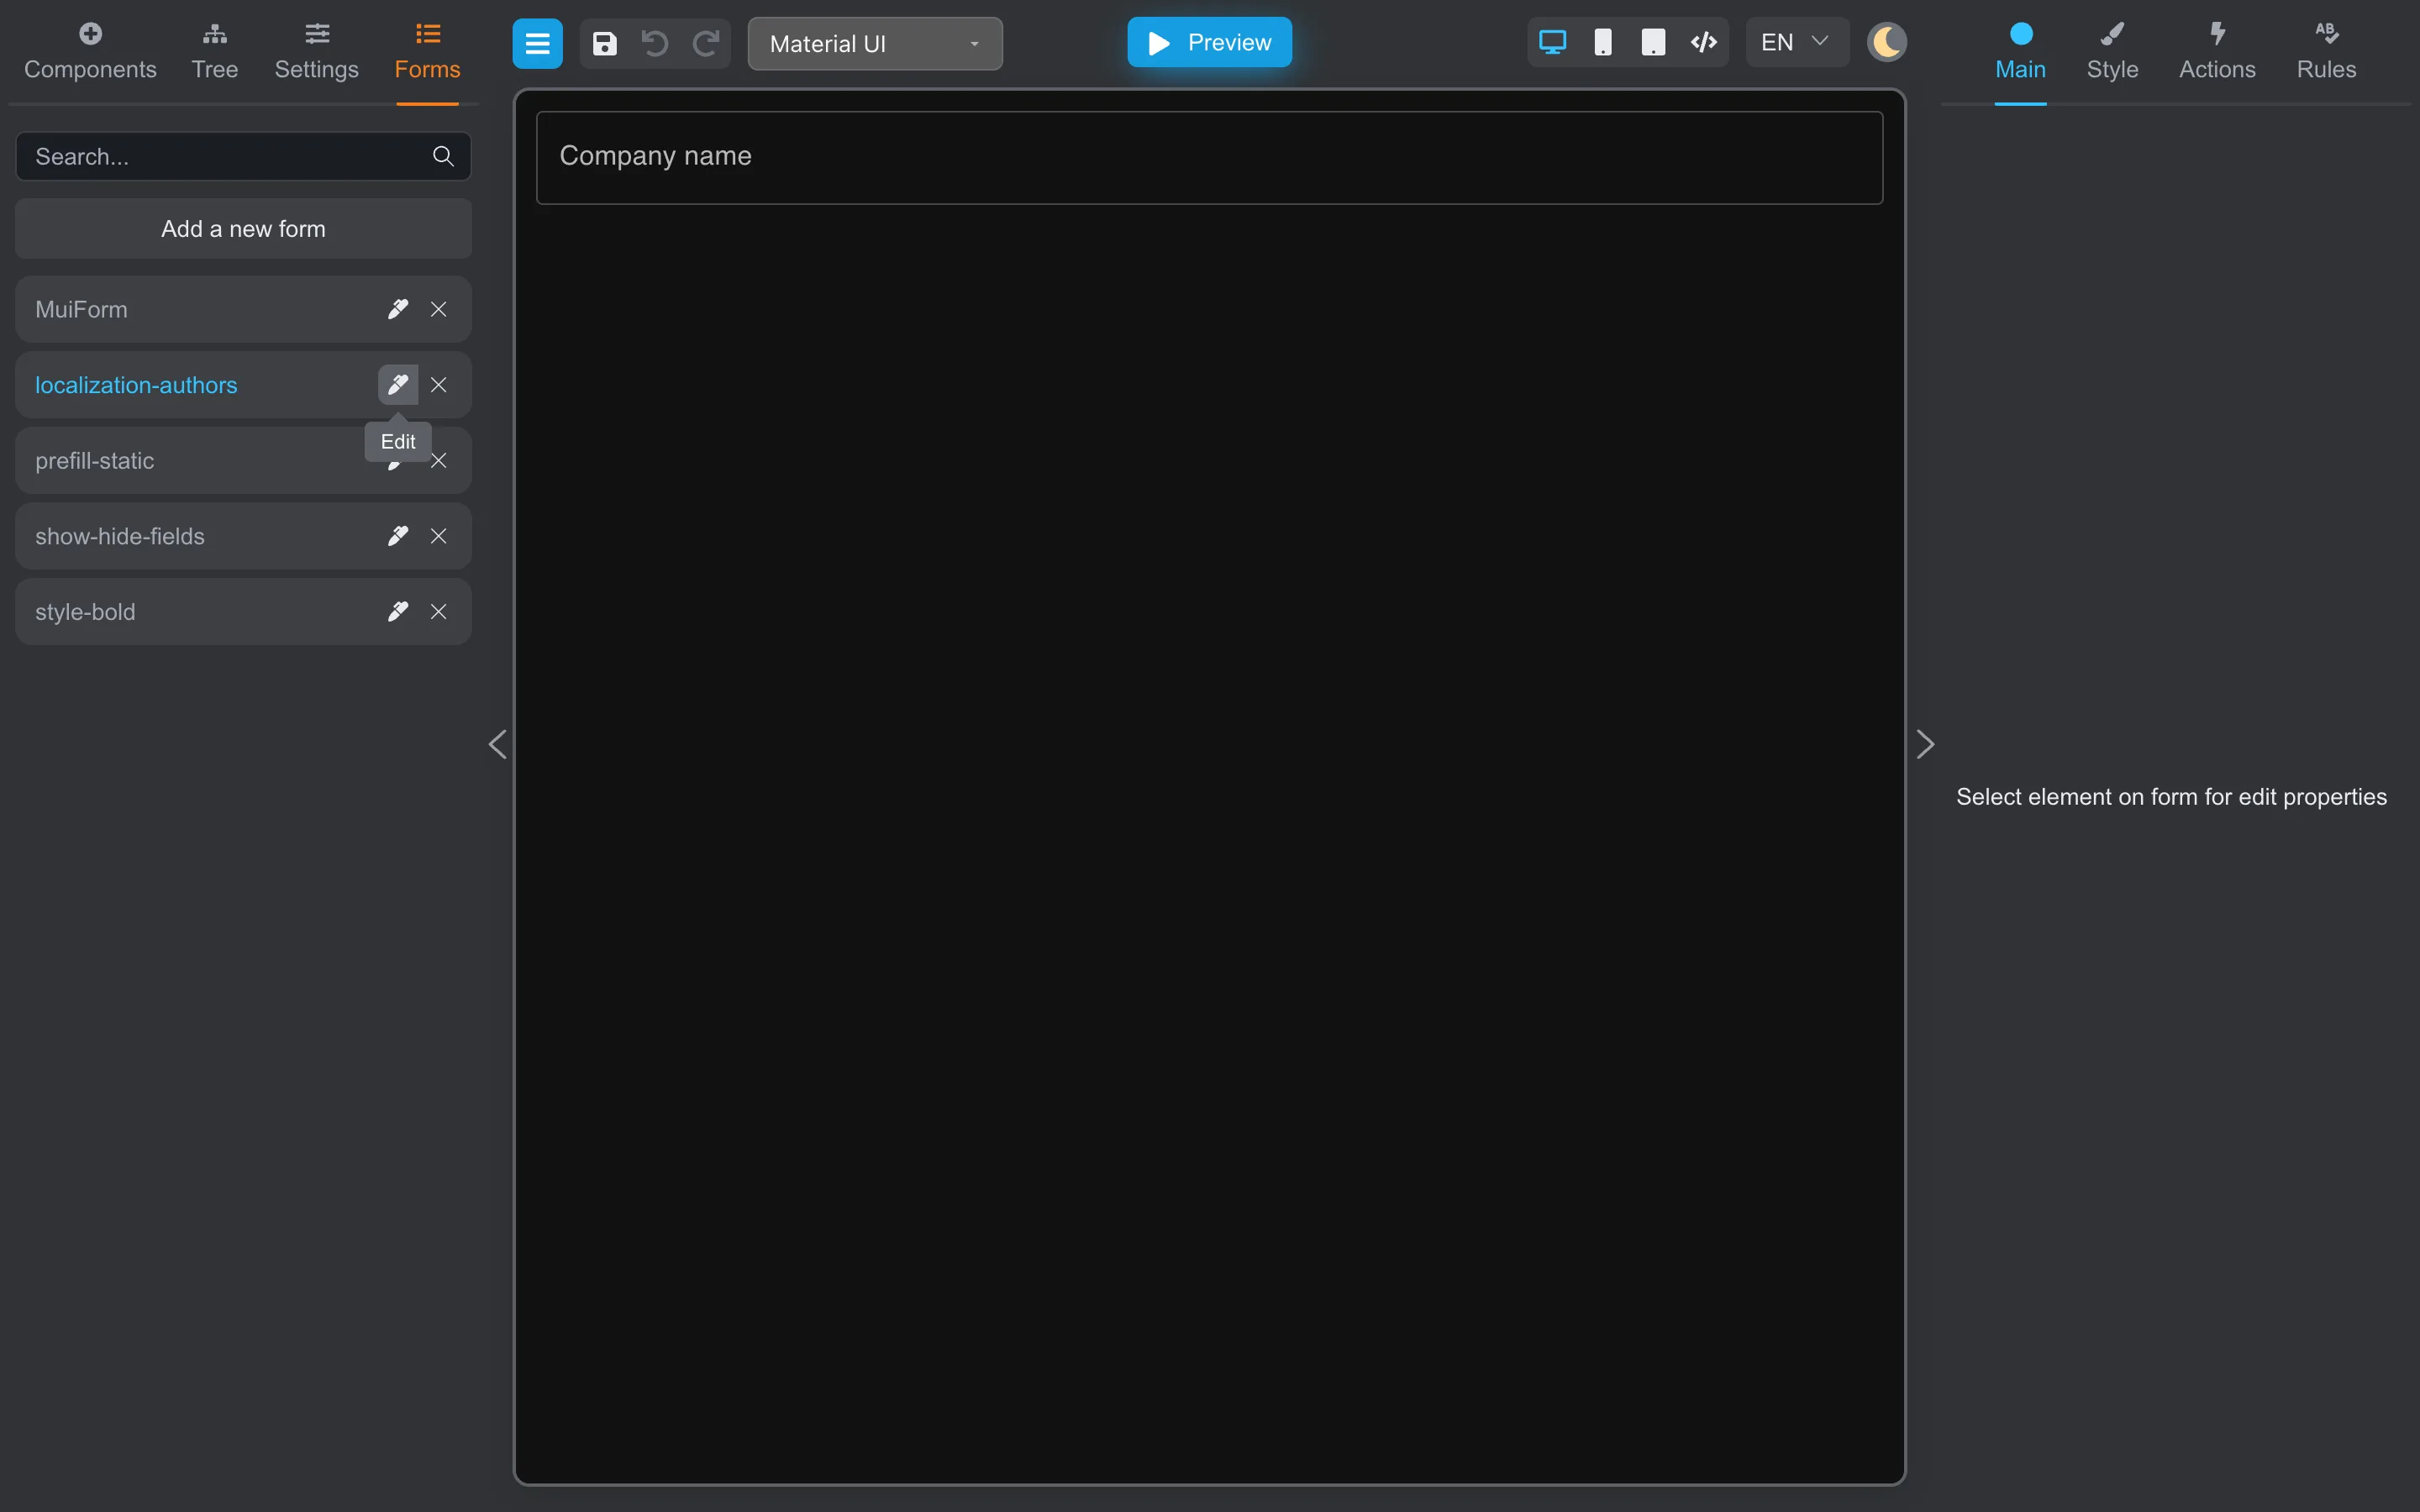 Components
Tree
Settings
Forms
Material UI
Preview
EN
Main
Style
Actions
AB
Rules
Search...
Add a new form
MuiForm
localization-authors
Edit
prefill-static
show-hide-fields
style-bold
Company name
Select element on form for edit properties